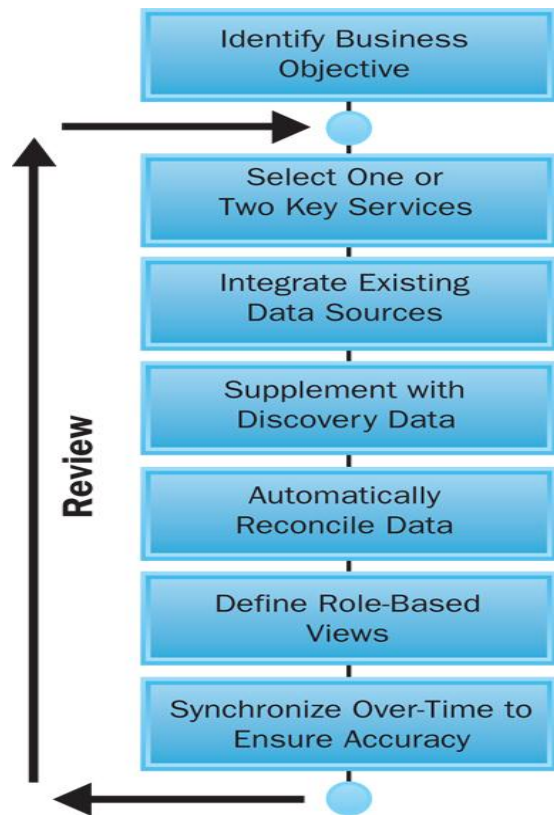 Identify Business
Objective
Select One or
Two Key Services
Integrate Existing
Data Sources
Supplement with
Discovery Data
Automatically
Reconcile Data
Define Role-Based
Views
Synchronize Over-Time to
Ensure Accuracy
Review